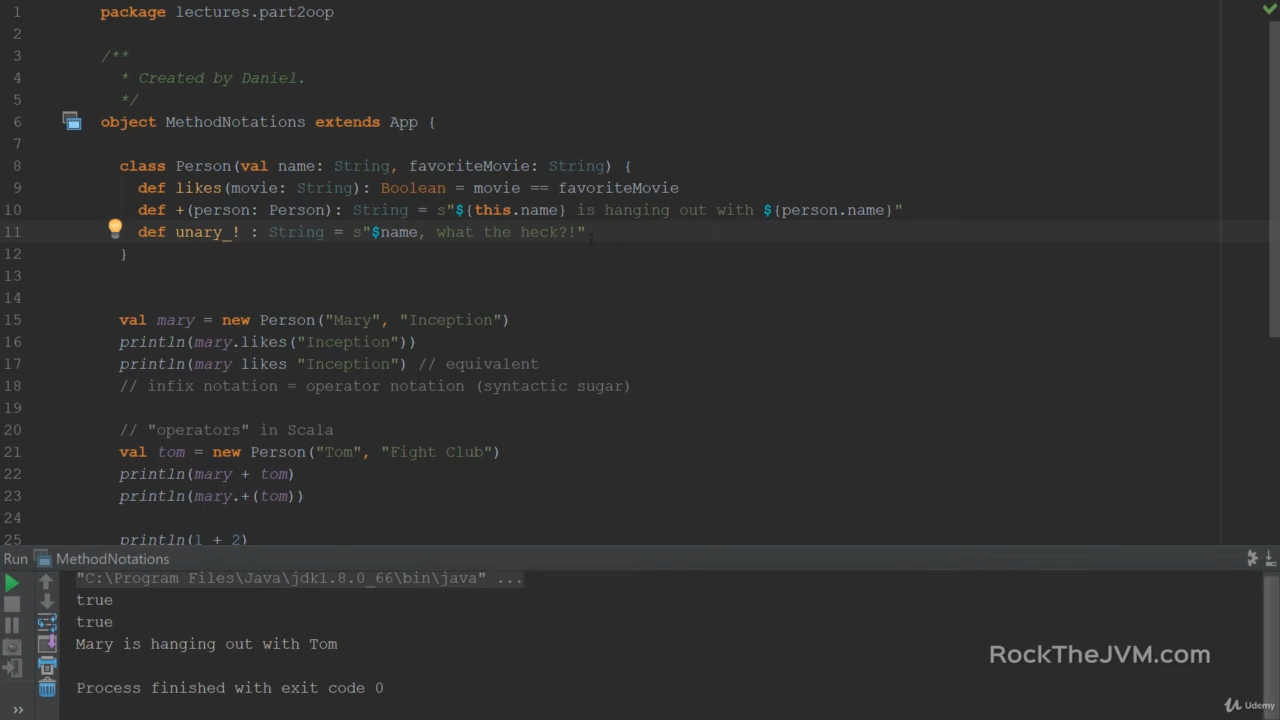 1 package lectures.part2oop
2
3 /**
4 * Created by Daniel.
5 */
6 object MethodNotations extends App {
7
8 class Person(val name: String, favoriteMovie: String) {
9 def likes(movie: String): Boolean = movie == favoriteMovie
10 def +(person: Person): String = s"${this.name} is hanging out with ${person.name}"
11 def unary_! : String = s"$name, what the heck?!"
12 }
13
14
15 val mary = new Person("Mary", "Inception")
16 println(mary.likes("Inception"))
17 println(mary likes "Inception") // equivalent
18 // infix notation = operator notation (syntactic sugar)
19
20 // "operators" in Scala
21 val tom = new Person("Tom", "Fight Club")
22 println(mary + tom)
23 println(mary.+(tom))
24
25 println(1 + 2)
Run MethodNotations
"C:\Program Files\Java\jdk1.8.0_66\bin\java" ...
true
true
Mary is hanging out with Tom
Process finished with exit code 0
RockTheJVM.com
Udemy